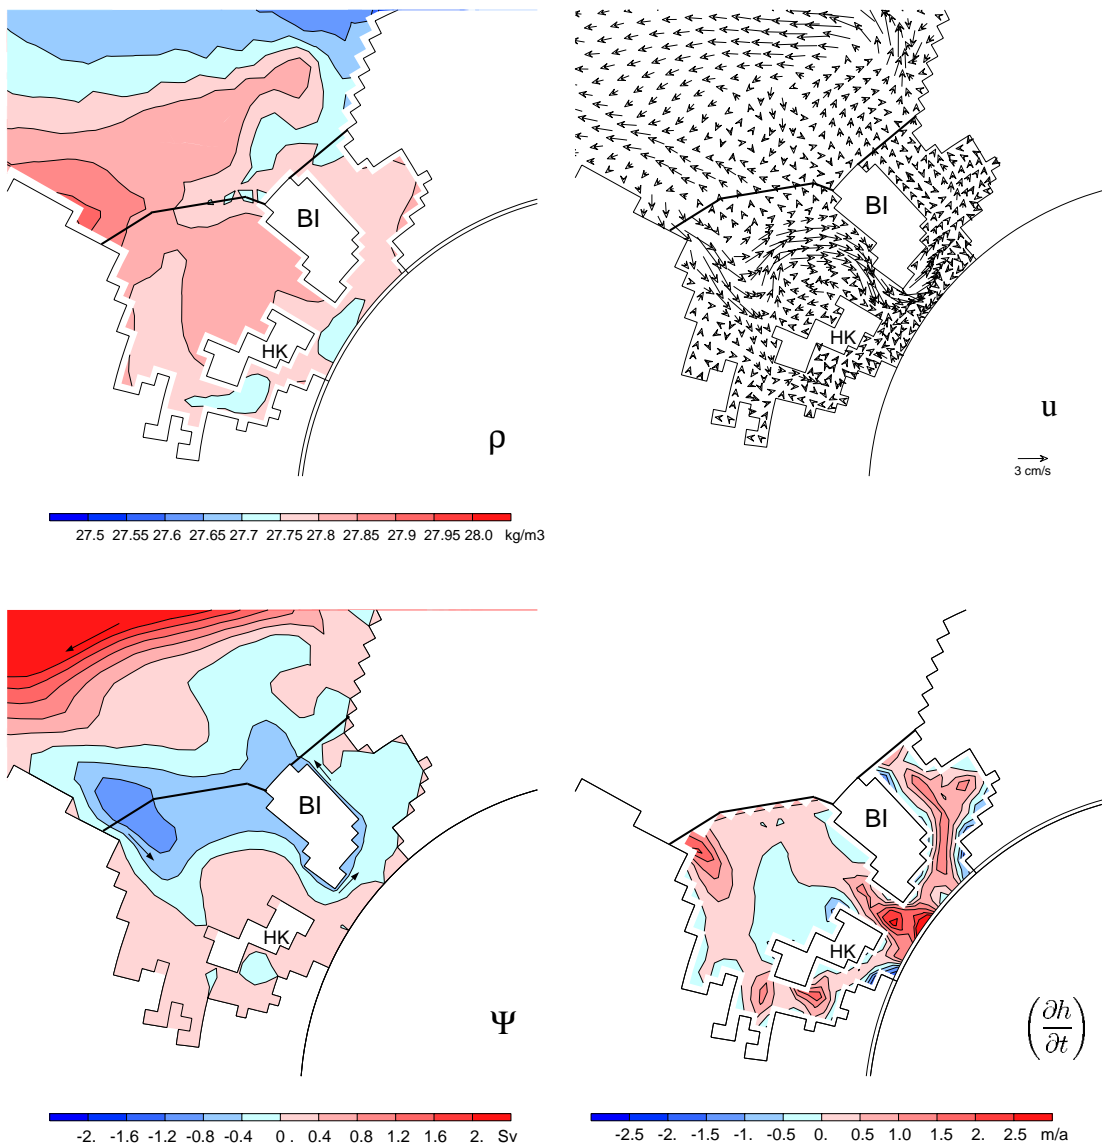 BI
HK
ρ
27.5 27.55 27.6 27.65 27.7 27.75 27.8 27.85 27.9 27.95 28.0 kg/m3
BI
HK
u
3 cm/s
BI
HK
Ψ
-2. -1.6 -1.2 -0.8 -0.4 0. 0.4 0.8 1.2 1.6 2. Sv
BI
HK
(∂h/∂t)
-2.5 -2. -1.5 -1. -0.5 0. 0.5 1.0 1.5 2. 2.5 m/a